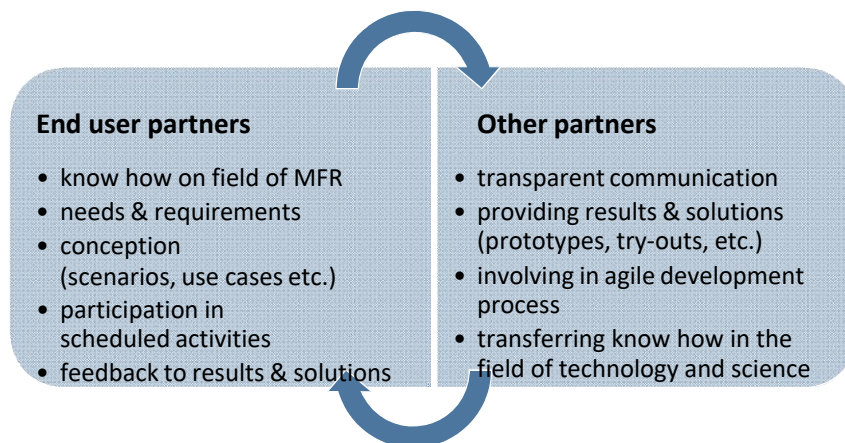 End user partners
• know how on field of MFR
• needs & requirements
• conception
(scenarios, use cases etc.)
• participation in
scheduled activities
• feedback to results & solutions
Other partners
• transparent communication
• providing results & solutions
(prototypes, try-outs, etc.)
• involving in agile development
process
• transferring know how in the
field of technology and science